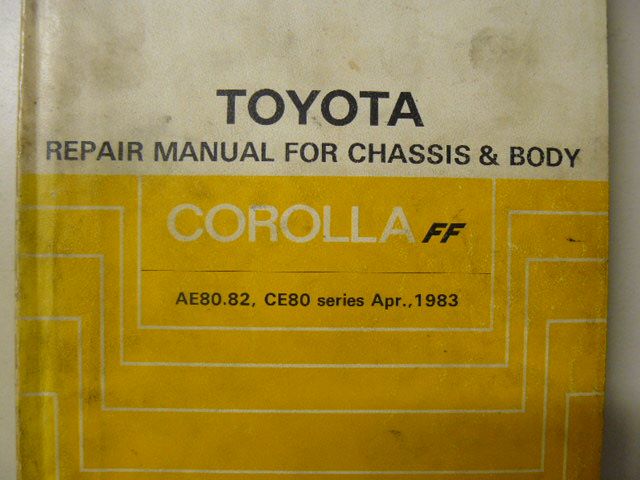 TOYOTA
REPAIR MANUAL FOR CHASSIS & BODY
COROLLA FF
AE80.82, CE80 series Apr.,1983